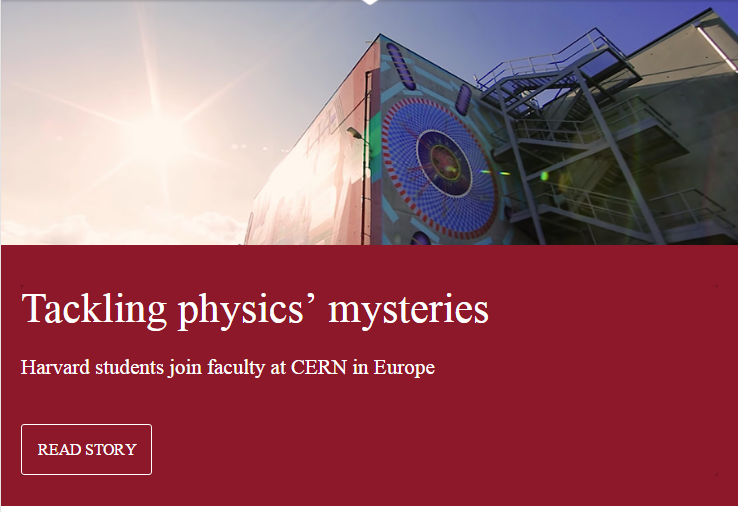 Tackling physics’ mysteries
Harvard students join faculty at CERN in Europe
READ STORY